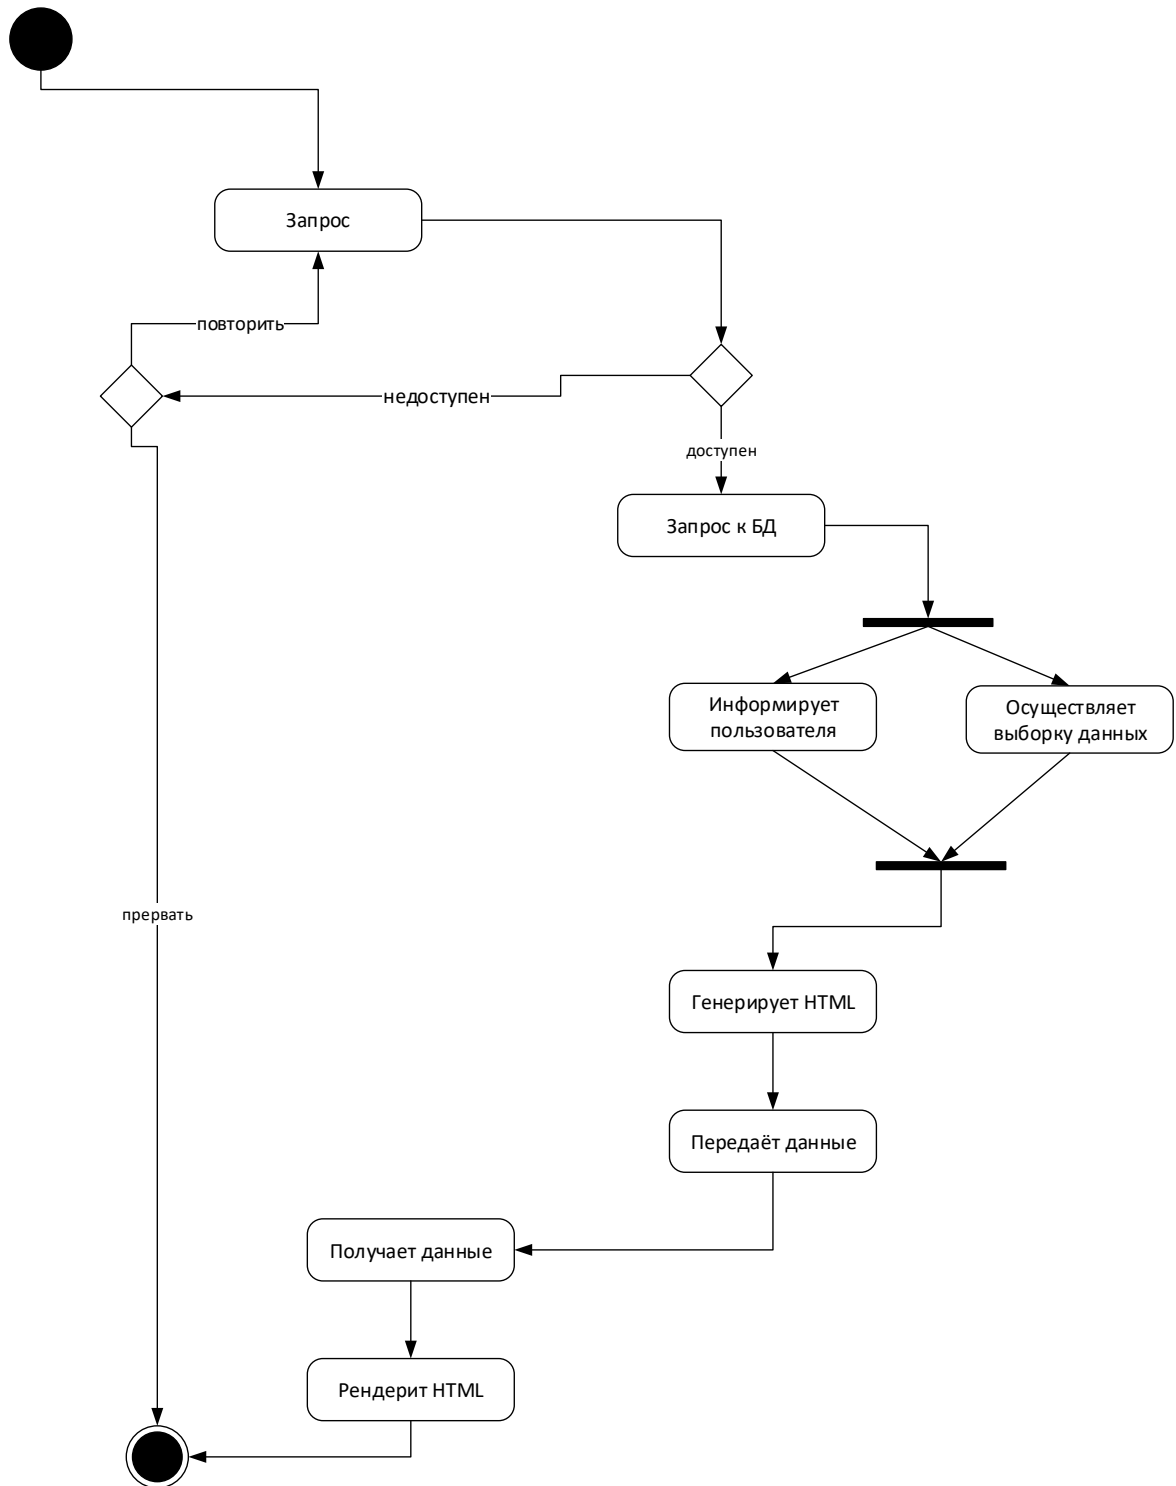 Запрос
повторить
недоступен
доступен
Запрос к БД
Информирует
пользователя
Осуществляет
выборку данных
прервать
Генерирует HTML
Передаёт данные
Получает данные
Рендерит HTML